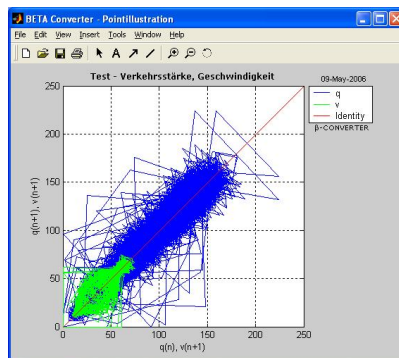 BETA Converter - Pointillustration
File Edit View Insert Tools Window Help
Test - Verkehrsstärke, Geschwindigkeit
09-May-2006
q
v
Identity
β-CONVERTER
250
200
150
100
50
0
q(n+1), v(n+1)
0 50 100 150 200 250
q(n), v(n+1)